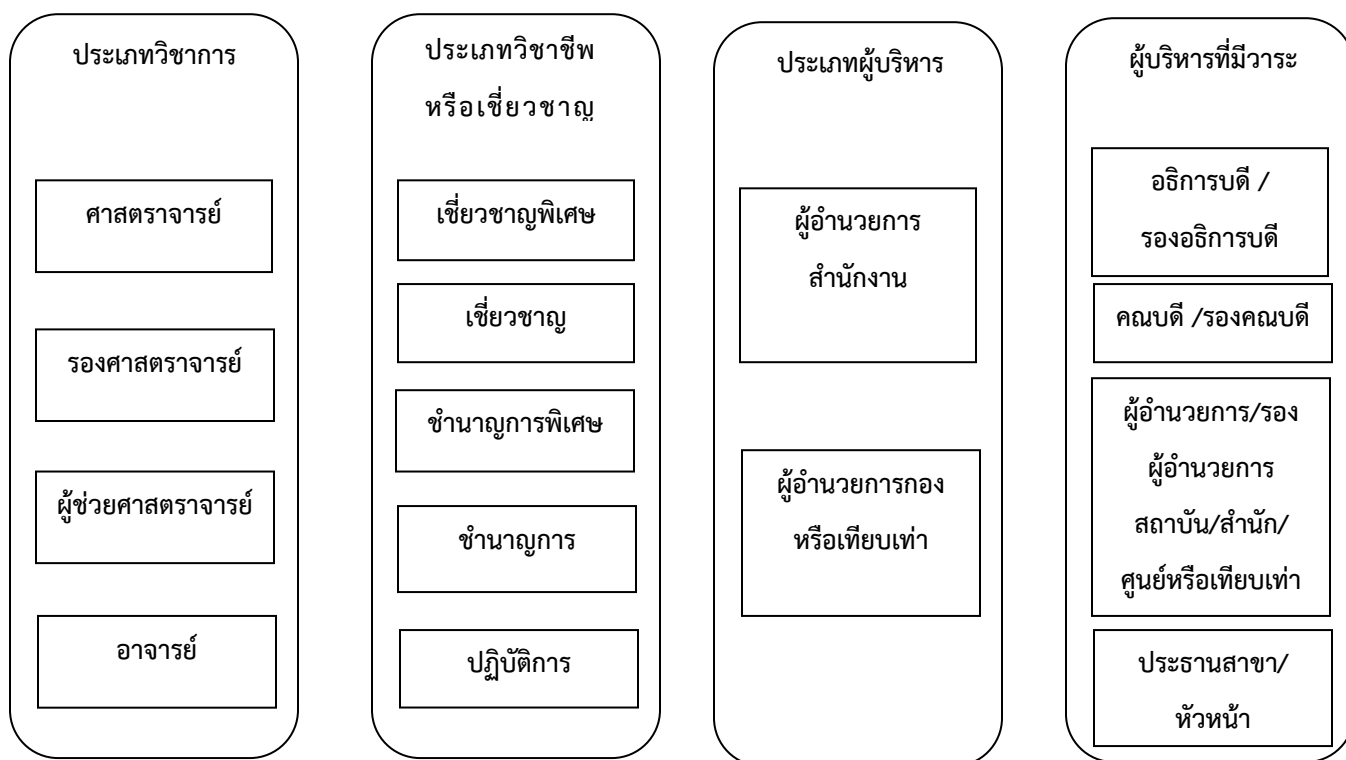 ประเภทวิชาการ
ศาสตราจารย์
รองศาสตราจารย์
ผู้ช่วยศาสตราจารย์
อาจารย์
ประเภทวิชาชีพ
หรือเชี่ยวชาญ
เชี่ยวชาญพิเศษ
เชี่ยวชาญ
ชำนาญการพิเศษ
ชำนาญการ
ปฏิบัติการ
ประเภทผู้บริหาร
ผู้อำนวยการ
สำนักงาน
ผู้อำนวยการกอง
หรือเทียบเท่า
ผู้บริหารที่มีวาระ
อธิการบดี /
รองอธิการบดี
คณบดี /รองคณบดี
ผู้อำนวยการ/รอง
ผู้อำนวยการ
สถาบัน/สำนัก/
ศูนย์หรือเทียบเท่า
ประธานสาขา/
หัวหน้า